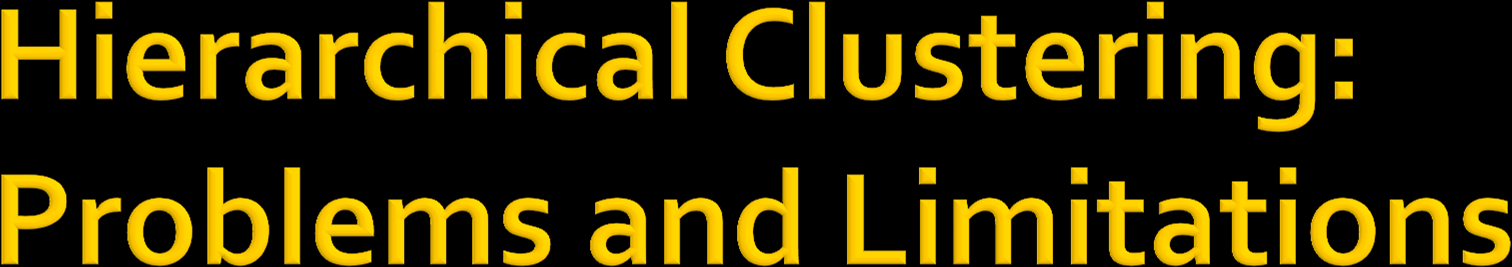 Hierarchical Clustering:
Problems and Limitations